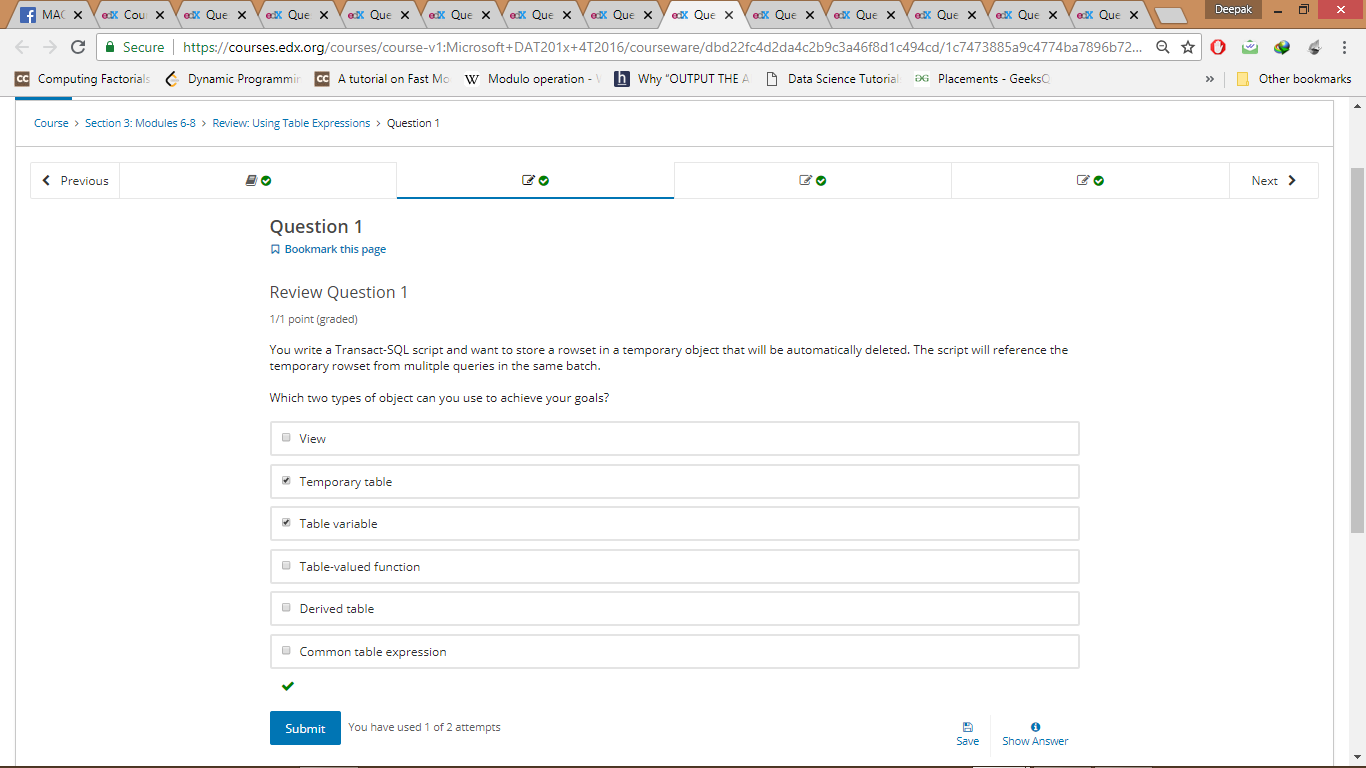 MAC
Cou
Que
Que
Que
Que
Que
Que
Que
Que
Que
Que
Que
Que
Deepak
Secure
https://courses.edx.org/courses/course-v1:Microsoft+DAT201x+4T2016/courseware/dbd22fc4d2da4c2b9c3a46f8d1c494cd/1c7473885a9c4774ba7896b72...
CC Computing Factorials
Dynamic Programmin
CC A tutorial on Fast Mo
W Modulo operation - W
h Why "OUTPUT THE A
Data Science Tutorial
Placements - GeeksQ
»
Other bookmarks
Course > Section 3: Modules 6-8 > Review: Using Table Expressions > Question 1
Previous
Next
Question 1
Bookmark this page
Review Question 1
1/1 point (graded)
You write a Transact-SQL script and want to store a rowset in a temporary object that will be automatically deleted. The script will reference the
temporary rowset from mulitple queries in the same batch.
Which two types of object can you use to achieve your goals?
View
Temporary table
Table variable
Table-valued function
Derived table
Common table expression
Submit
You have used 1 of 2 attempts
Save
Show Answer